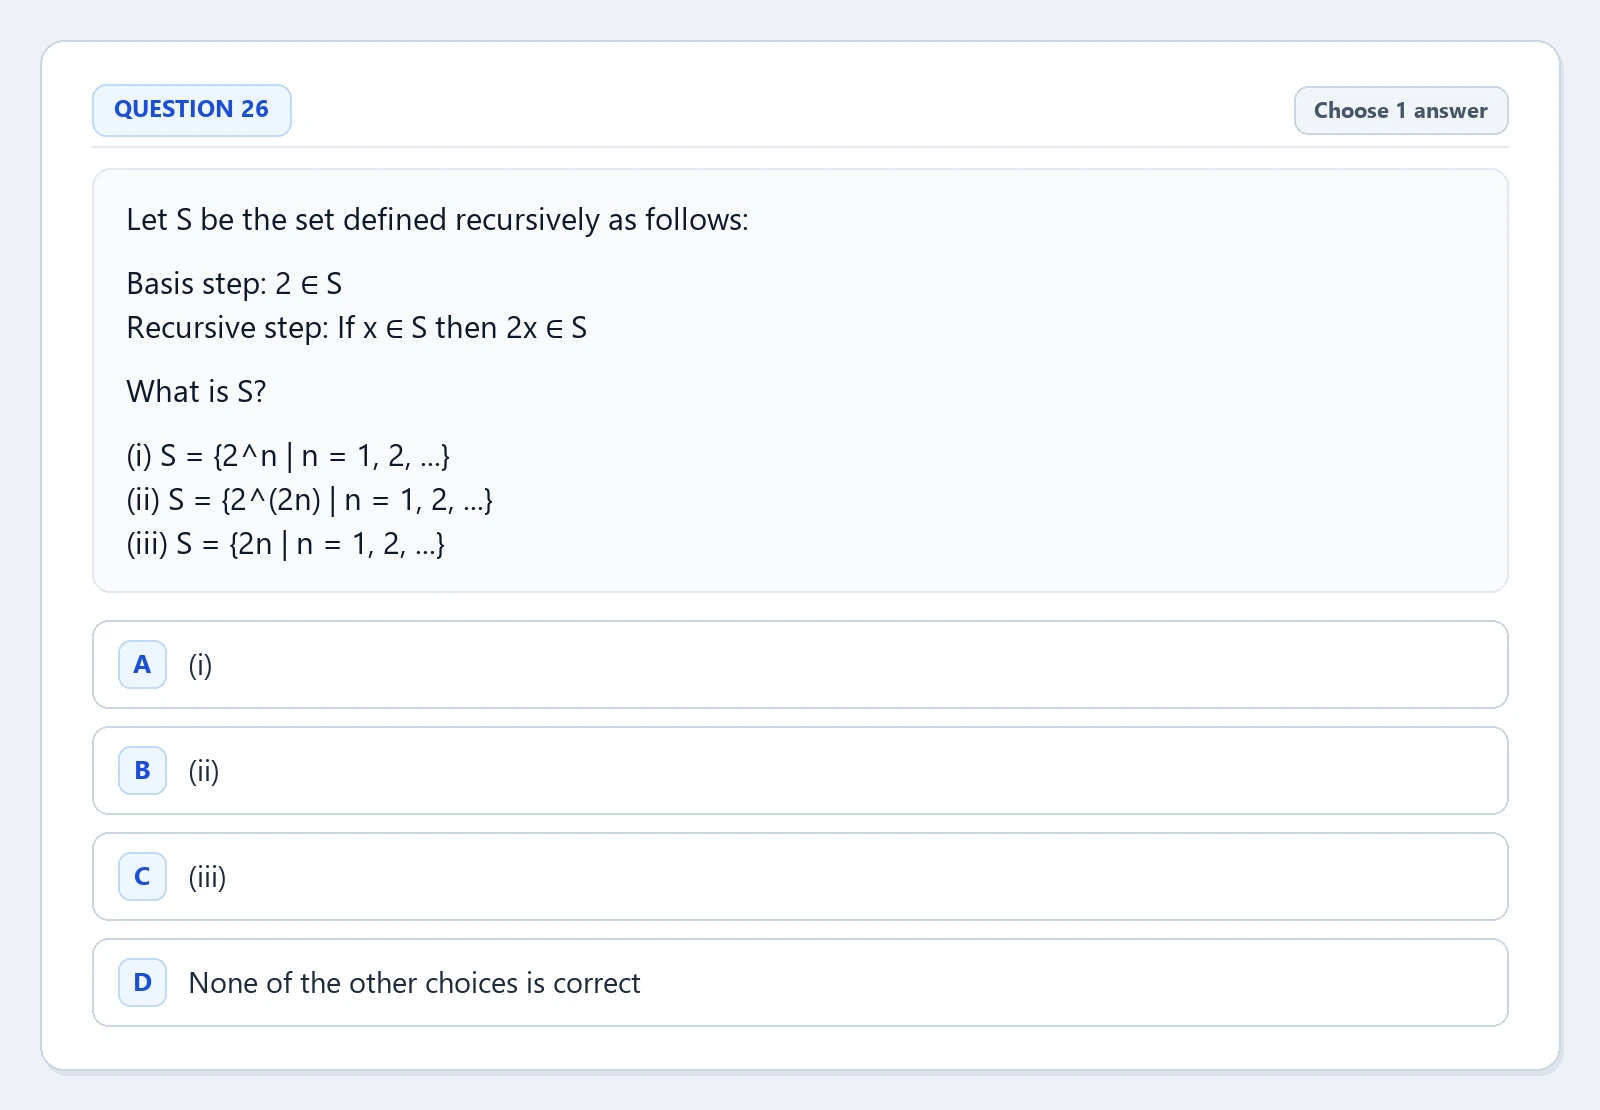 QUESTION 26
Choose 1 answer
Let S be the set defined recursively as follows:
Basis step: 2 ∈ S
Recursive step: If x ∈ S then 2x ∈ S
What is S?
(i) S = {2^n | n = 1, 2, ...}
(ii) S = {2^(2n) | n = 1, 2, ...}
(iii) S = {2n | n = 1, 2, ...}
A (i)
B (ii)
C (iii)
D None of the other choices is correct